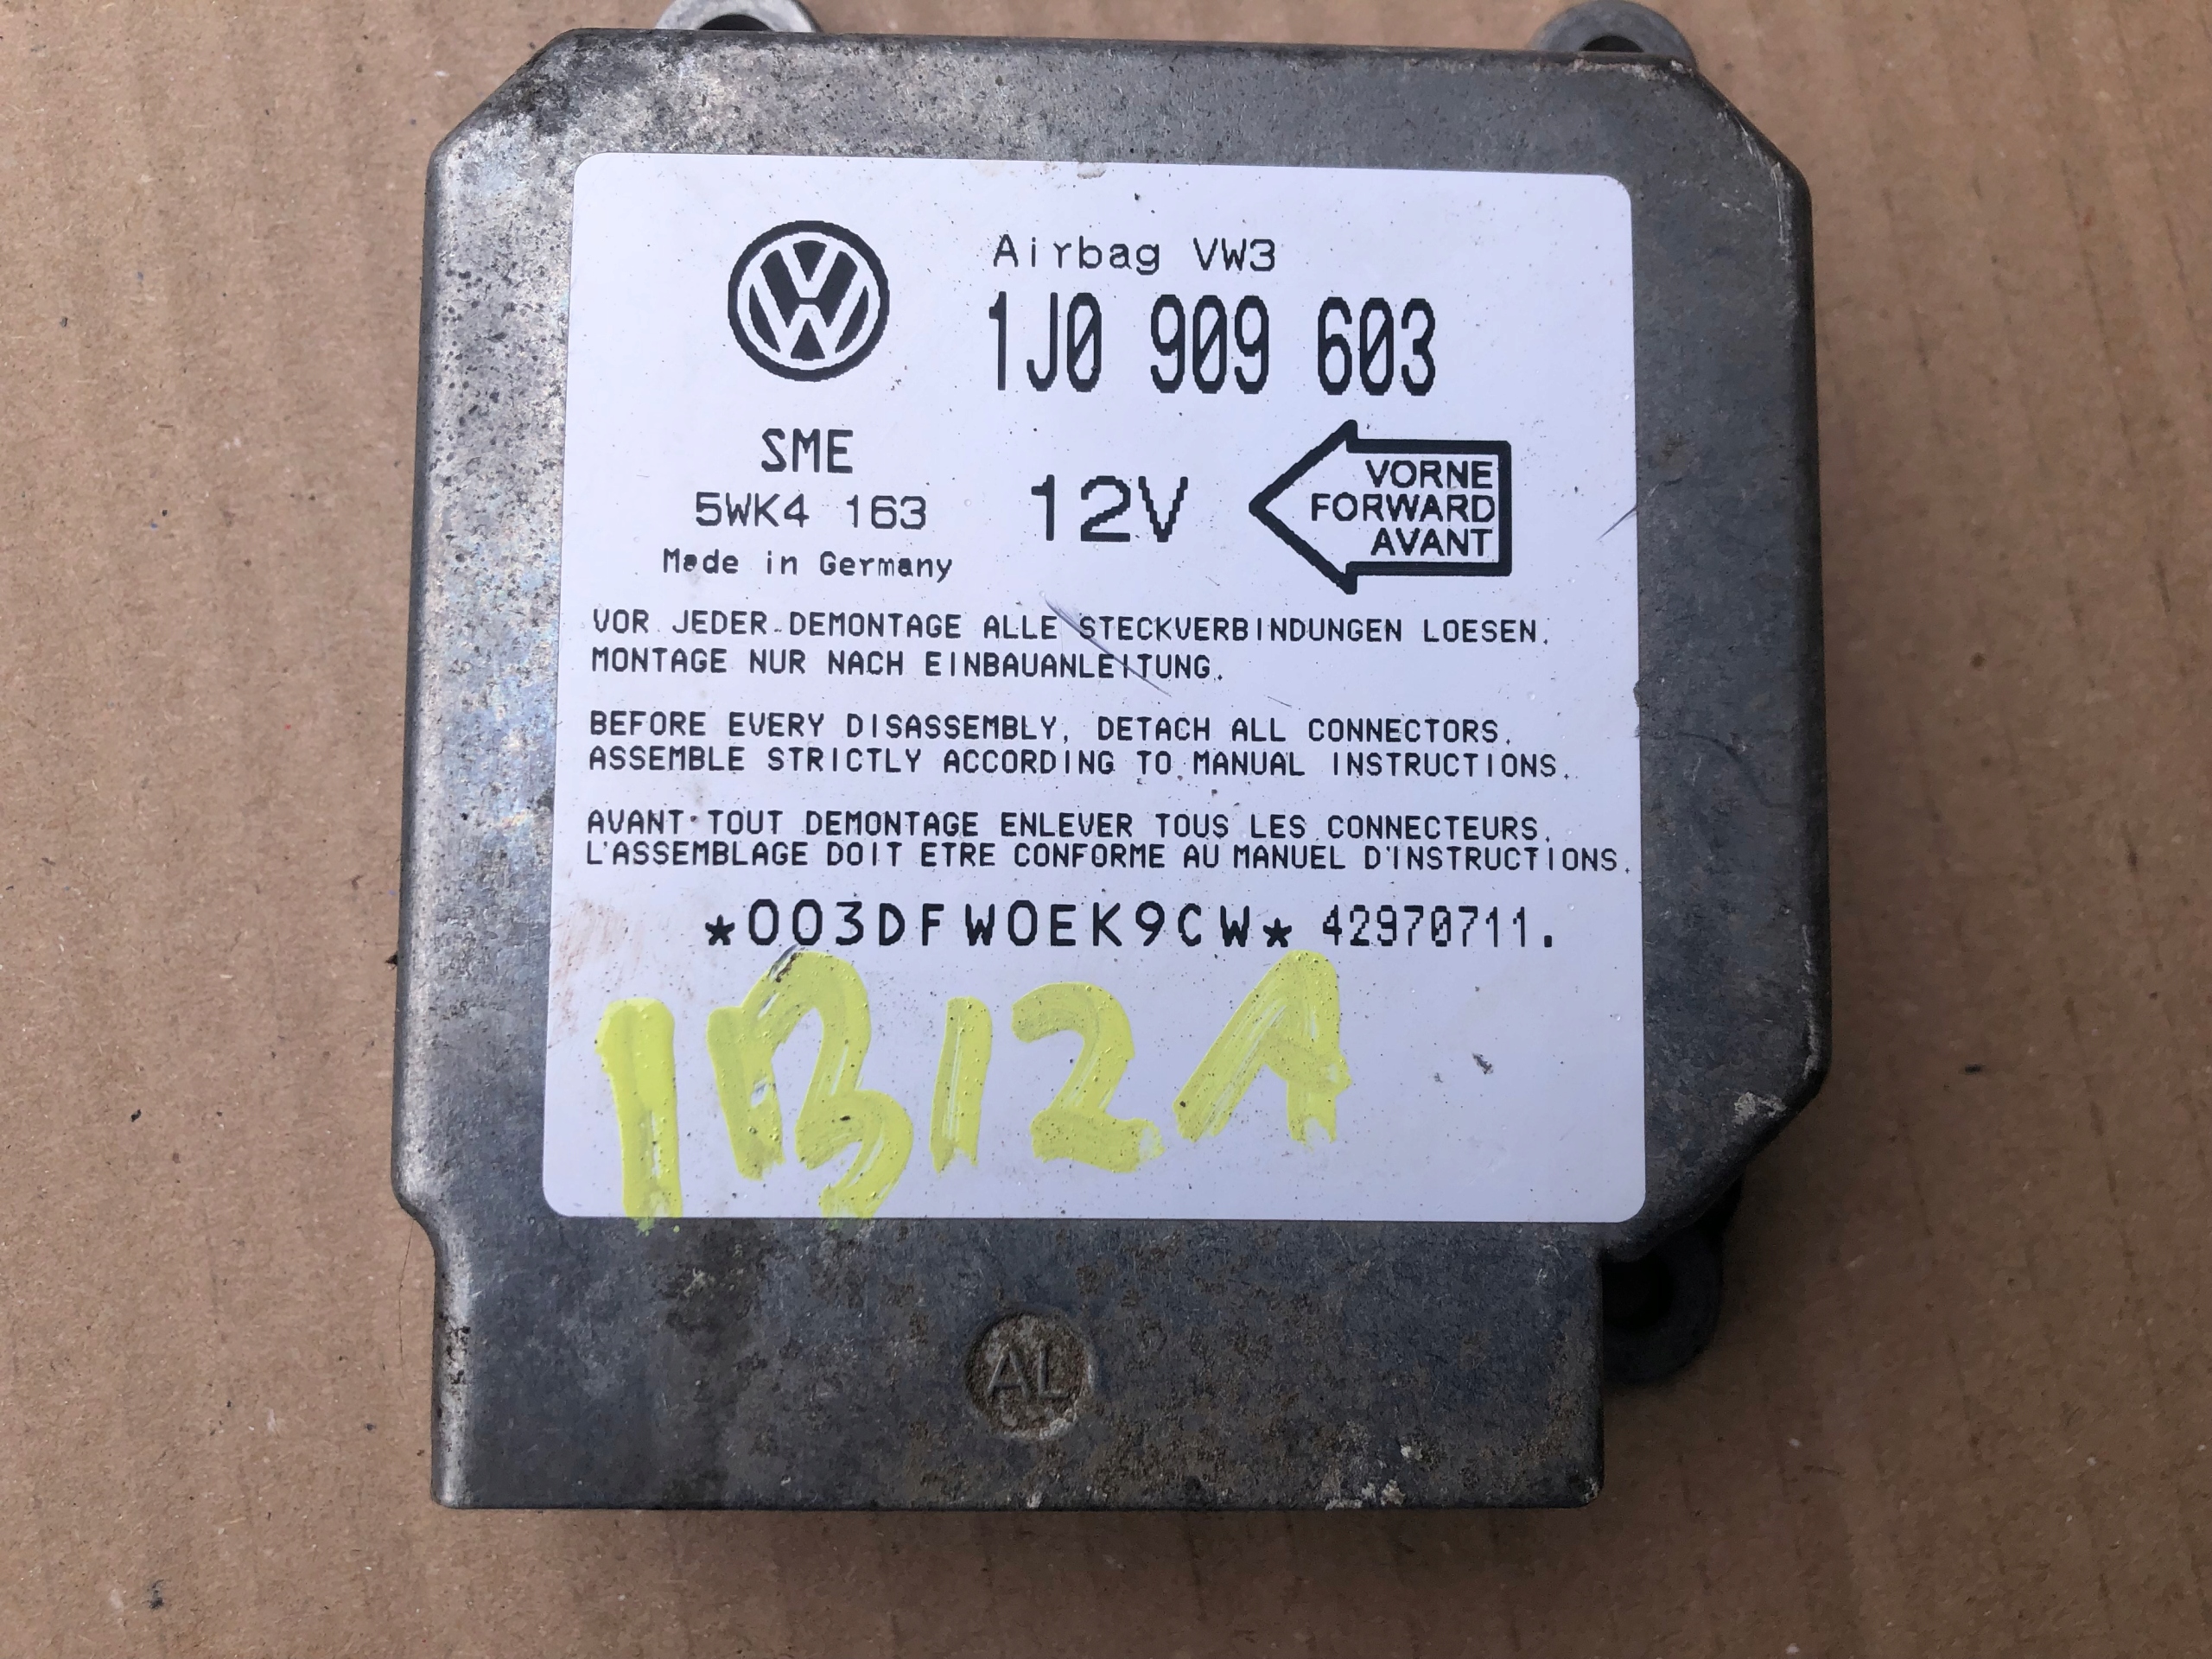 Airbag VW3
1J0 909 603
SME
5WK4 163
Made in Germany
12V
VORNE
FORWARD
AVANT
VOR JEDER DEMONTAGE ALLE STECKVERBINDUNGEN LOESEN.
MONTAGE NUR NACH EINBAUANLEITUNG.
BEFORE EVERY DISASSEMBLY, DETACH ALL CONNECTORS.
ASSEMBLE STRICTLY ACCORDING TO MANUAL INSTRUCTIONS.
AVANT TOUT DEMONTAGE ENLEVER TOUS LES CONNECTEURS.
L'ASSEMBLAGE DOIT ETRE CONFORME AU MANUEL D'INSTRUCTIONS.
*003DFW0EK9CW* 42970711.
IBIZA
AL